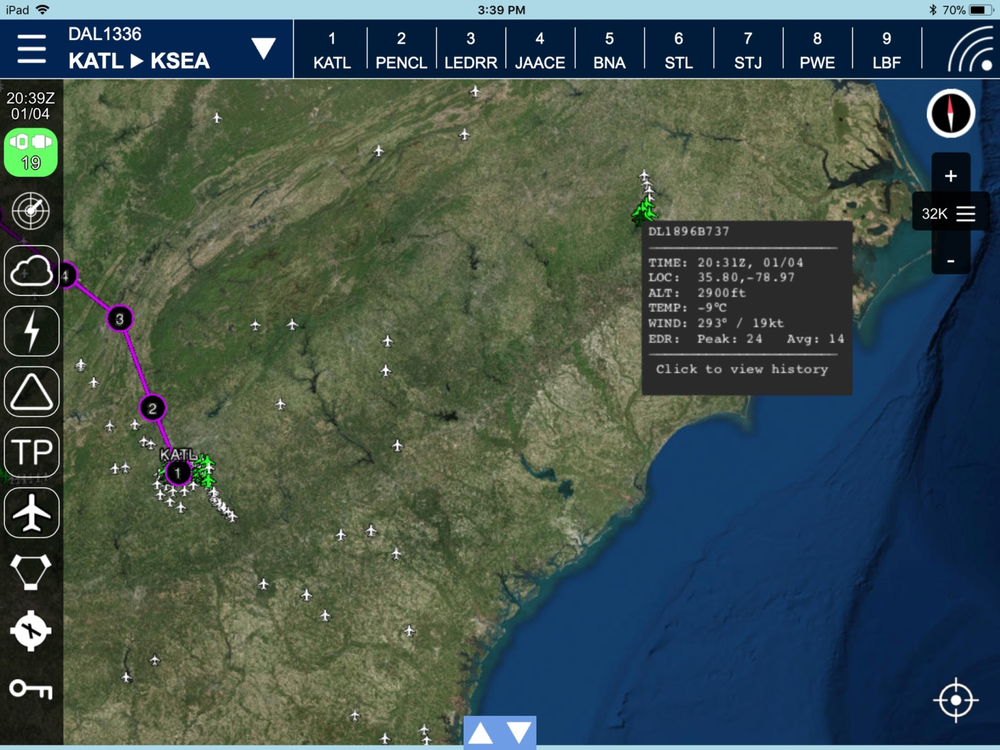 iPad
3:39 PM
70%
DAL1336
KATL ▶ KSEA
1 2 3 4 5 6 7 8 9
KATL PENCL LEDRR JAACE BNA STL STJ PWE LBF
20:39Z
01/04
19
+
32K
-
DL1896B737
TIME: 20:31Z, 01/04
LOC: 35.80,-78.97
ALT: 2900ft
TEMP: -9°C
WIND: 293° / 19kt
EDR: Peak: 24 Avg: 14
Click to view history
4
3
2
TP
KATL
1